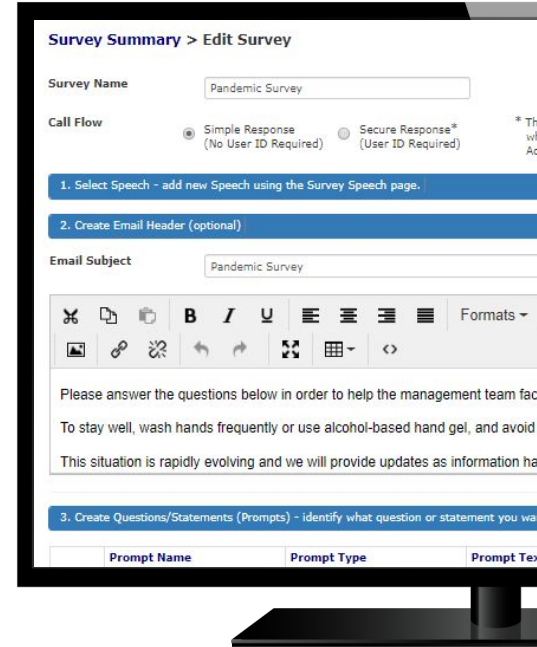 Survey Summary > Edit Survey
Survey Name
Pandemic Survey
Call Flow
Simple Response
(No User ID Required)
Secure Response*
(User ID Required)
* Th
wh
Ac
1. Select Speech - add new Speech using the Survey Speech page.
2. Create Email Header (optional)
Email Subject
Pandemic Survey
B I U
Formats
Please answer the questions below in order to help the management team fac
To stay well, wash hands frequently or use alcohol-based hand gel, and avoid
This situation is rapidly evolving and we will provide updates as information ha
3. Create Questions/Statements (Prompts) - identify what question or statement you wa
Prompt Name Prompt Type Prompt Tex